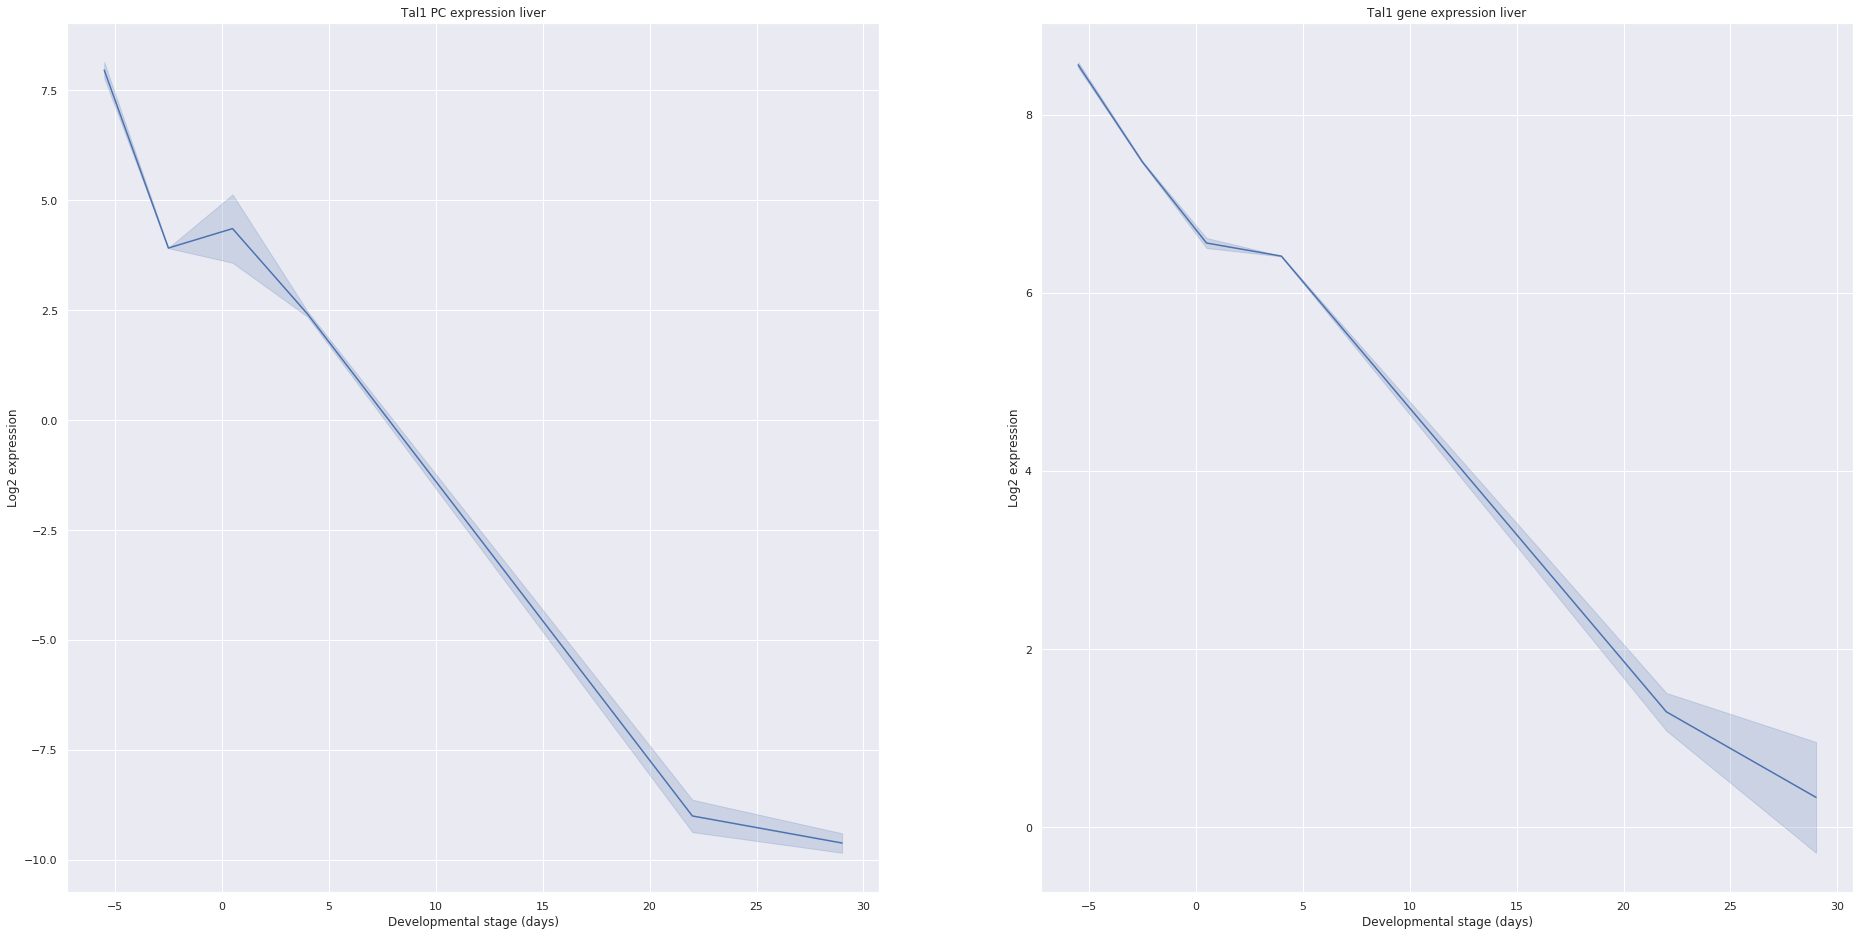 Tal1 PC expression liver
Log2 expression
7.5
5.0
2.5
0.0
−2.5
−5.0
−7.5
−10.0
−5 0 5 10 15 20 25 30
Developmental stage (days)
Tal1 gene expression liver
Log2 expression
8
6
4
2
0
−5 0 5 10 15 20 25 30
Developmental stage (days)